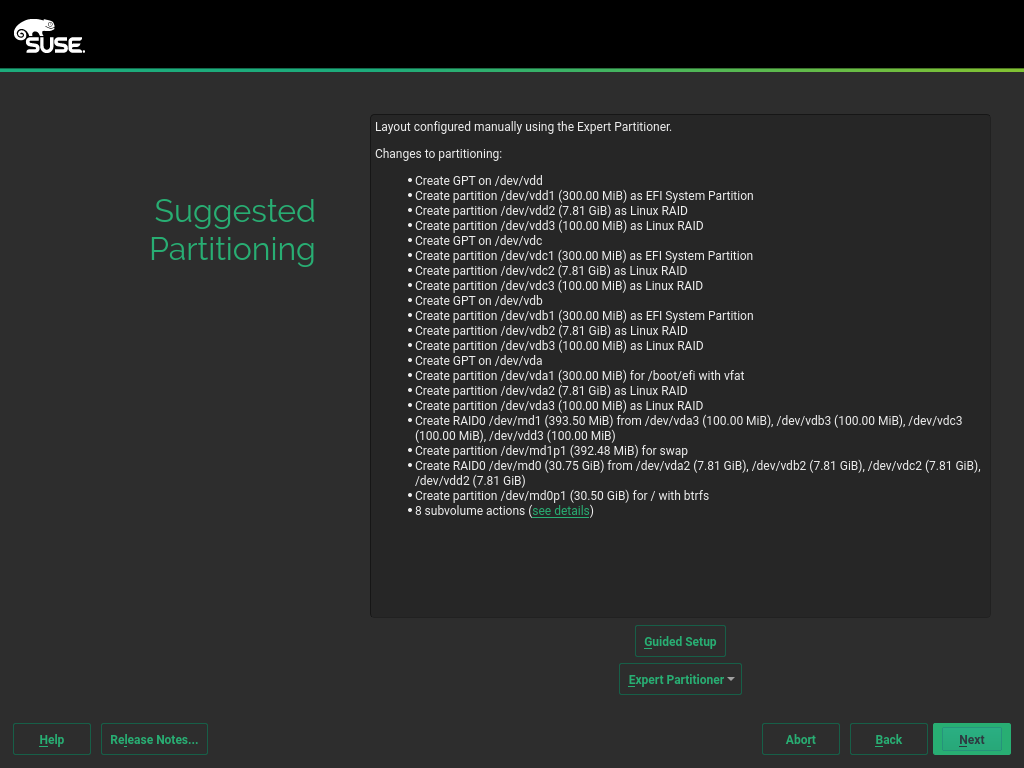 SUSE.
Suggested
Partitioning
Layout configured manually using the Expert Partitioner.
Changes to partitioning:
• Create GPT on /dev/vdd
• Create partition /dev/vdd1 (300.00 MiB) as EFI System Partition
• Create partition /dev/vdd2 (7.81 GiB) as Linux RAID
• Create partition /dev/vdd3 (100.00 MiB) as Linux RAID
• Create GPT on /dev/vdc
• Create partition /dev/vdc1 (300.00 MiB) as EFI System Partition
• Create partition /dev/vdc2 (7.81 GiB) as Linux RAID
• Create partition /dev/vdc3 (100.00 MiB) as Linux RAID
• Create GPT on /dev/vdb
• Create partition /dev/vdb1 (300.00 MiB) as EFI System Partition
• Create partition /dev/vdb2 (7.81 GiB) as Linux RAID
• Create partition /dev/vdb3 (100.00 MiB) as Linux RAID
• Create GPT on /dev/vda
• Create partition /dev/vda1 (300.00 MiB) for /boot/efi with vfat
• Create partition /dev/vda2 (7.81 GiB) as Linux RAID
• Create partition /dev/vda3 (100.00 MiB) as Linux RAID
• Create RAID0 /dev/md1 (393.50 MiB) from /dev/vda3 (100.00 MiB), /dev/vdb3 (100.00 MiB), /dev/vdc3
(100.00 MiB), /dev/vdd3 (100.00 MiB)
• Create partition /dev/md1p1 (392.48 MiB) for swap
• Create RAID0 /dev/md0 (30.75 GiB) from /dev/vda2 (7.81 GiB), /dev/vdb2 (7.81 GiB), /dev/vdc2 (7.81 GiB),
/dev/vdd2 (7.81 GiB)
• Create partition /dev/md0p1 (30.50 GiB) for / with btrfs
• 8 subvolume actions (see details)
Guided Setup
Expert Partitioner
Help
Release Notes...
Abort
Back
Next